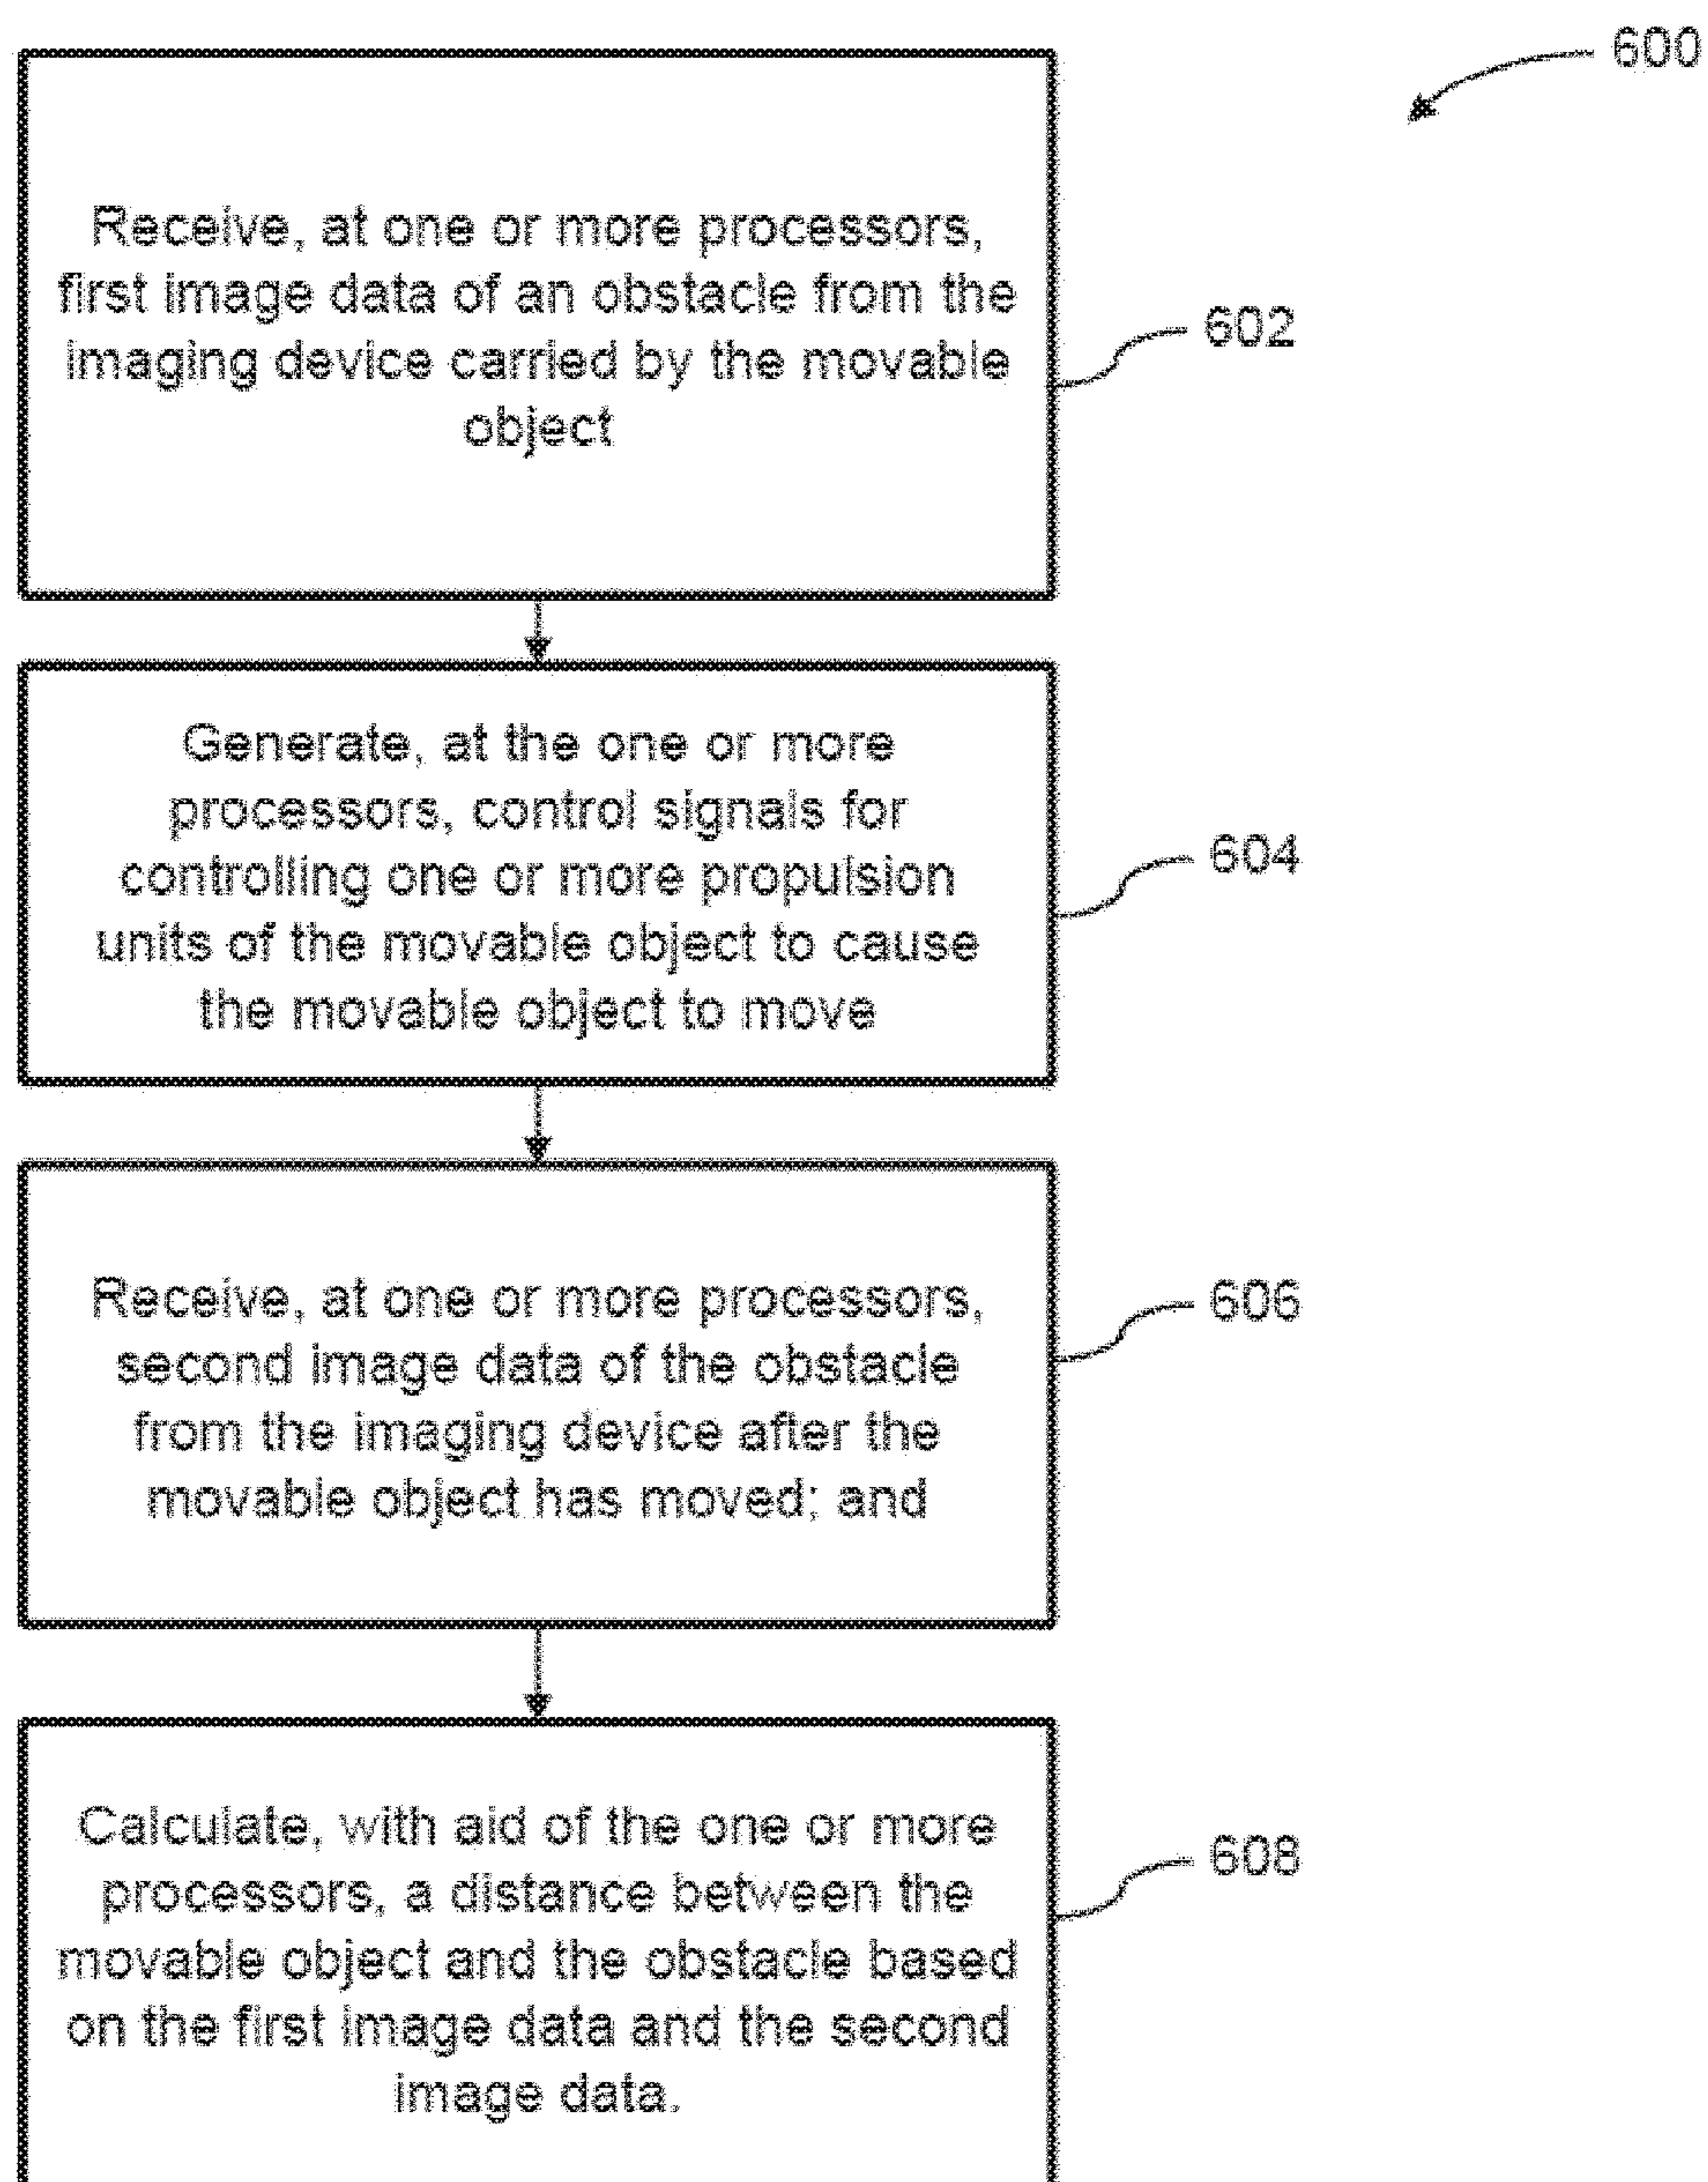 600
Receive, at one or more processors,
first image data of an obstacle from the
imaging device carried by the movable
object
602
Generate, at the one or more
processors, control signals for
controlling one or more propulsion
units of the movable object to cause
the movable object to move
604
Receive, at one or more processors,
second image data of the obstacle
from the imaging device after the
movable object has moved; and
606
Calculate, with aid of the one or more
processors, a distance between the
movable object and the obstacle based
on the first image data and the second
image data.
608